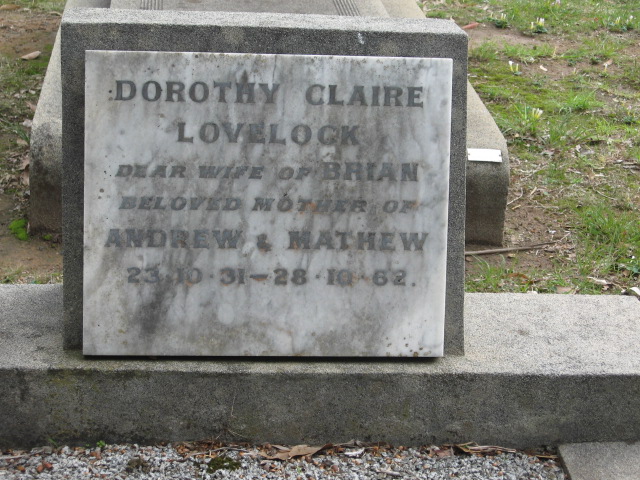 DOROTHY CLAIRE
LOVELOCK
DEAR WIFE OF BRIAN
BELOVED MOTHER OF
ANDREW & MATHEW
23·10·31–28·10·62.